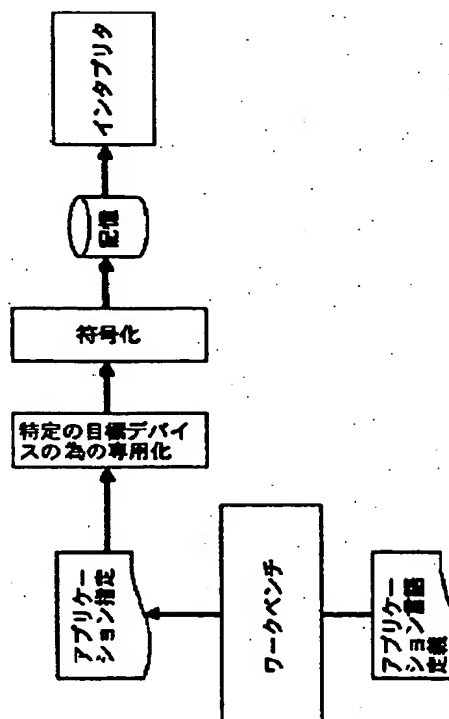 インタプリタ
記憶
符号化
特定の目標デバイ
スの為の専用化
アプリケー
ション指定
ワークベンチ
アプリケー
ション言語
定義